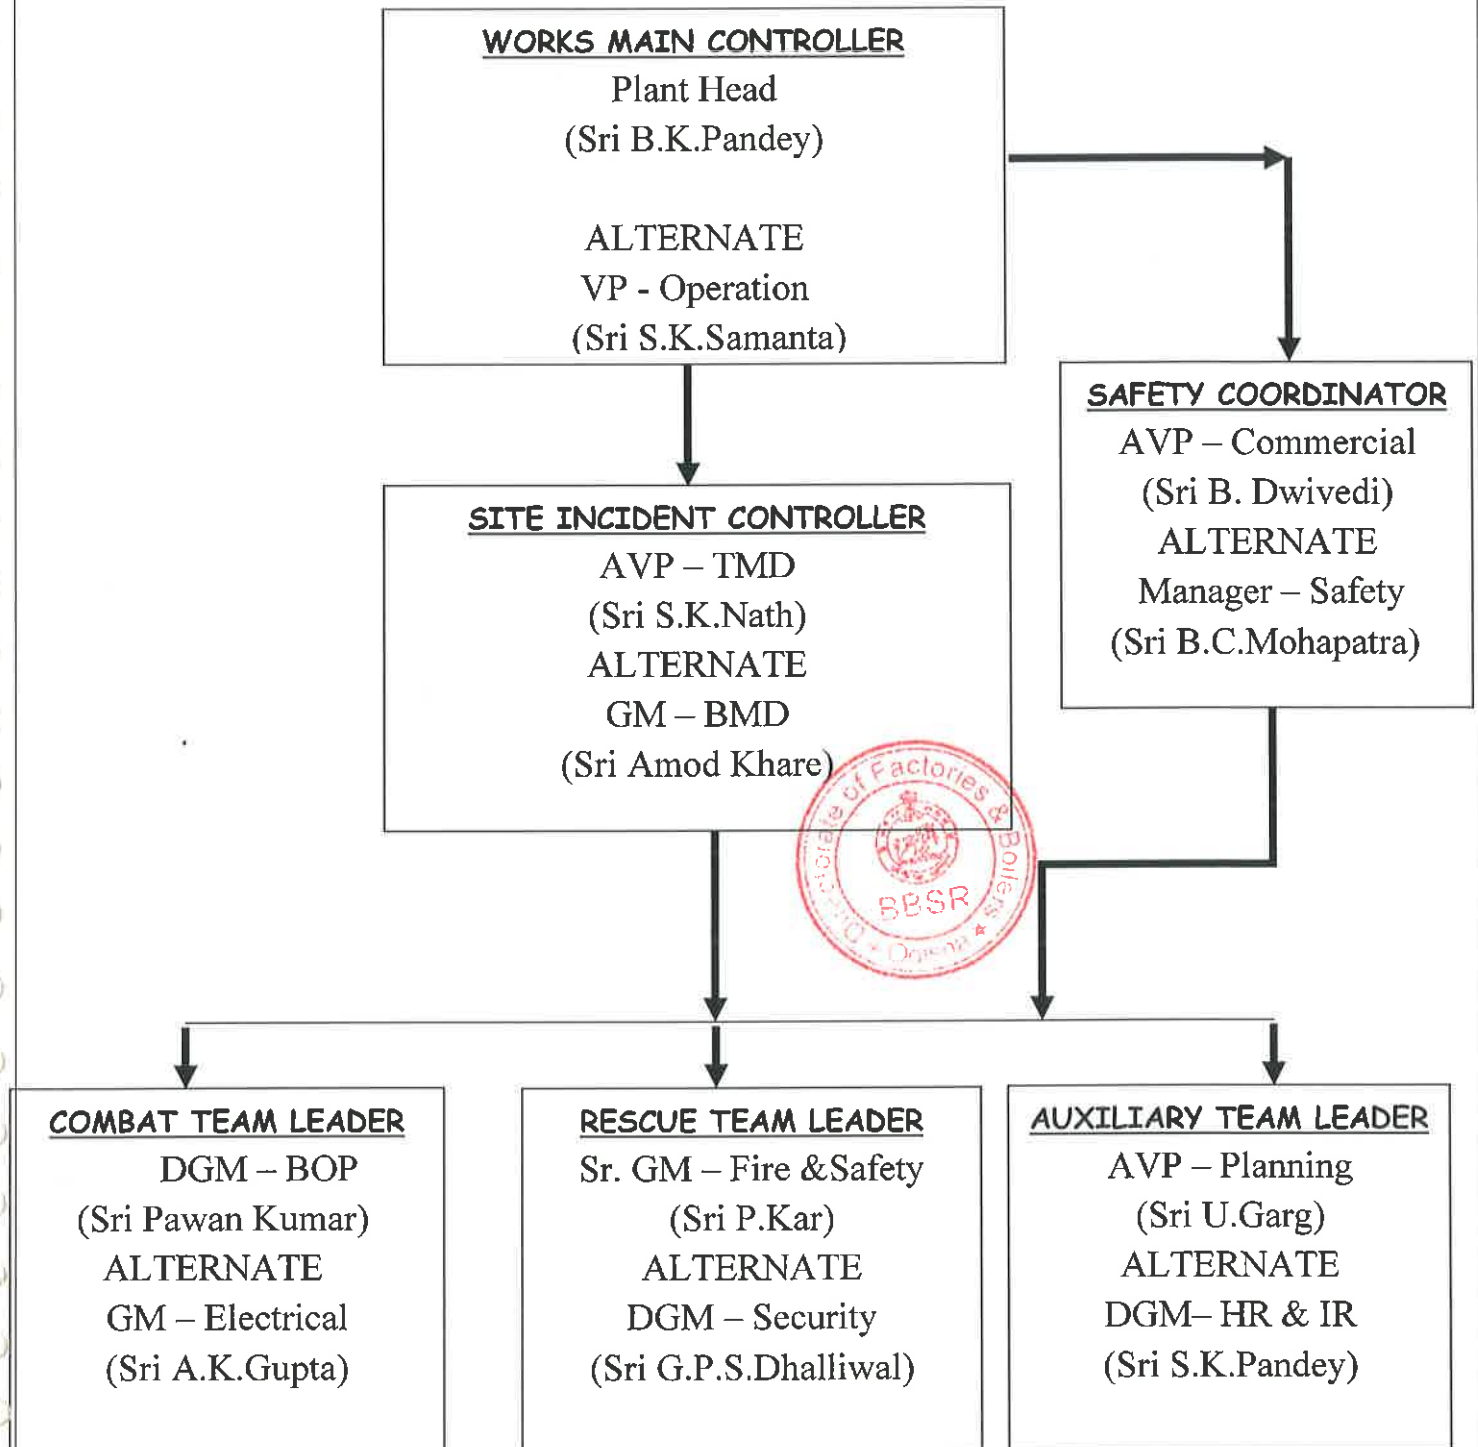 WORKS MAIN CONTROLLER
Plant Head
(Sri B.K.Pandey)
ALTERNATE
VP - Operation
(Sri S.K.Samanta)
SAFETY COORDINATOR
AVP – Commercial
(Sri B. Dwivedi)
ALTERNATE
Manager – Safety
(Sri B.C.Mohapatra)
SITE INCIDENT CONTROLLER
AVP – TMD
(Sri S.K.Nath)
ALTERNATE
GM – BMD
(Sri Amod Khare)
Directorate of Factories & Boilers
BBSR
COMBAT TEAM LEADER
DGM – BOP
(Sri Pawan Kumar)
ALTERNATE
GM – Electrical
(Sri A.K.Gupta)
RESCUE TEAM LEADER
Sr. GM – Fire &Safety
(Sri P.Kar)
ALTERNATE
DGM – Security
(Sri G.P.S.Dhalliwal)
AUXILIARY TEAM LEADER
AVP – Planning
(Sri U.Garg)
ALTERNATE
DGM– HR & IR
(Sri S.K.Pandey)